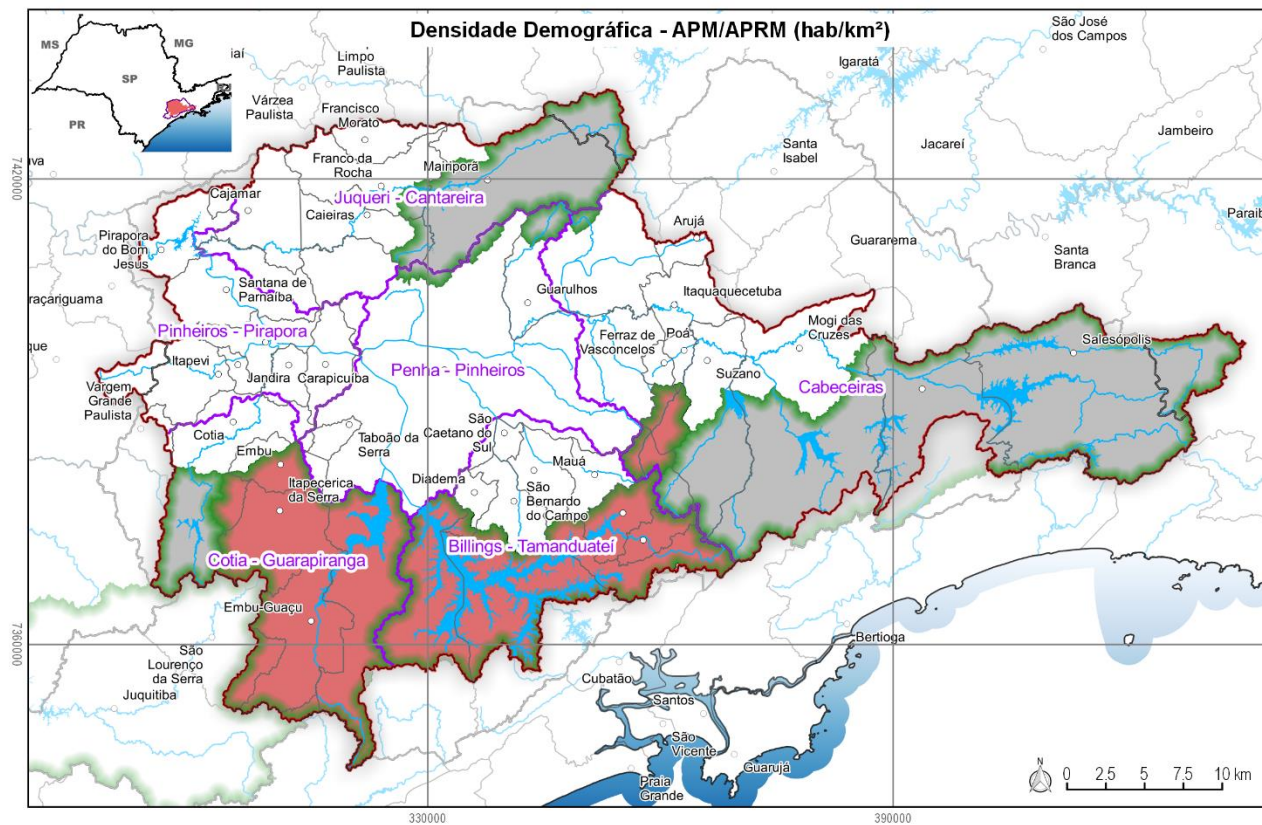 Densidade Demográfica - APM/APRM (hab/km²)
MS
MG
SP
PR
Limpo
Paulista
Várzea
Paulista
Francisco
Morato
Franco da
Rocha
Mairiporã
Cajamar
Juqueri - Cantareira
Caieiras
Pirapora
do Bom
Jesus
Santana de
Parnaíba
Pinheiros - Pirapora
Itapevi
Jandira
Carapicuíba
Vargem
Grande
Paulista
Cotia
Embu
Itapecerica
da Serra
Taboão da
Serra
Cotia - Guarapiranga
Embu-Guaçu
São
Lourenço
da Serra
Juquitiba
Igaratá
São José
dos Campos
Santa
Isabel
Jacareí
Jambeiro
Paraib
Santa
Branca
Guararema
Arujá
Guarulhos
Itaquaquecetuba
Ferraz de
Vasconcelos
Poá
Mogi das
Cruzes
Suzano
Cabeceiras
Salesópolis
Penha - Pinheiros
São
Caetano do
Sul
Mauá
Diadema
São
Bernardo
do Campo
Billings - Tamanduateí
Bertioga
Cubatão
Santos
São
Vicente
Guarujá
Praia
Grande
raçariguama
que
7420000
7360000
330000
390000
N
0 2.5 5 7.5 10 km